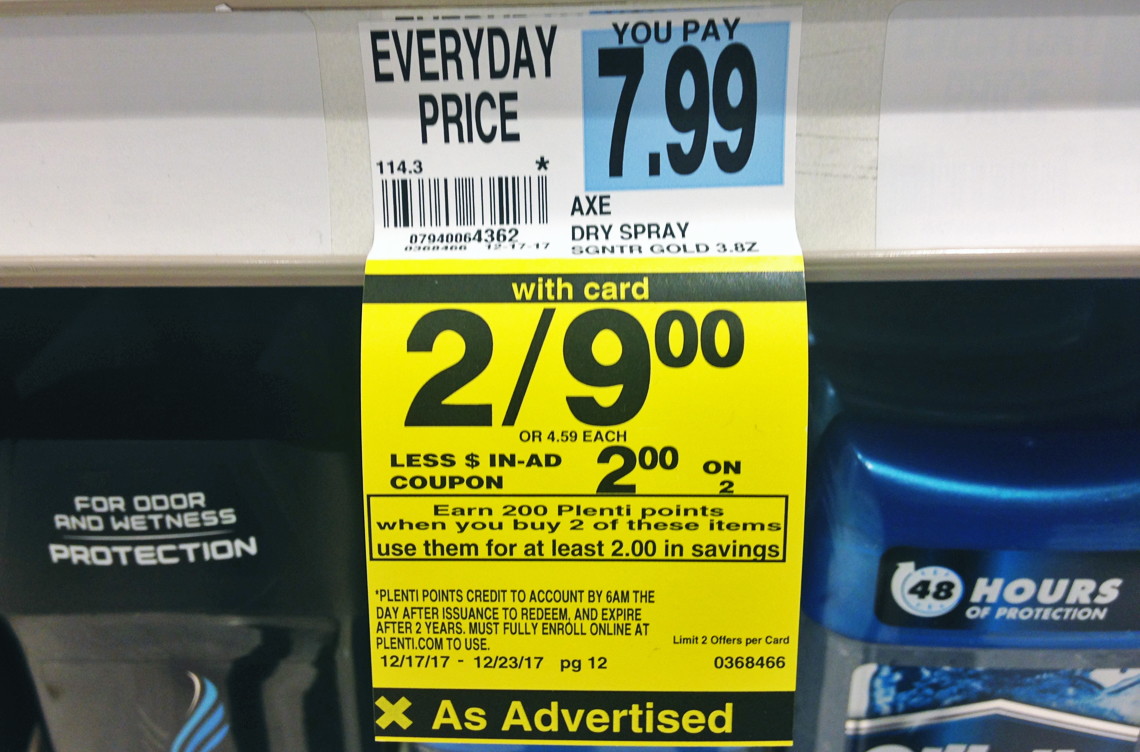 EVERYDAY
PRICE
YOU PAY
7.99
114.3 *
07940064362
0368466 12-17-17
AXE
DRY SPRAY
SGNTR GOLD 3.8Z
with card
2/900
OR 4.59 EACH
LESS $ IN-AD
COUPON
200 ON
2
Earn 200 Plenti points
when you buy 2 of these items
use them for at least 2.00 in savings
*PLENTI POINTS CREDIT TO ACCOUNT BY 6AM THE
DAY AFTER ISSUANCE TO REDEEM, AND EXPIRE
AFTER 2 YEARS. MUST FULLY ENROLL ONLINE AT
PLENTI.COM TO USE.
Limit 2 Offers per Card
12/17/17 - 12/23/17 pg 12
0368466
As Advertised
FOR ODOR
AND WETNESS
PROTECTION
48 HOURS
OF PROTECTION